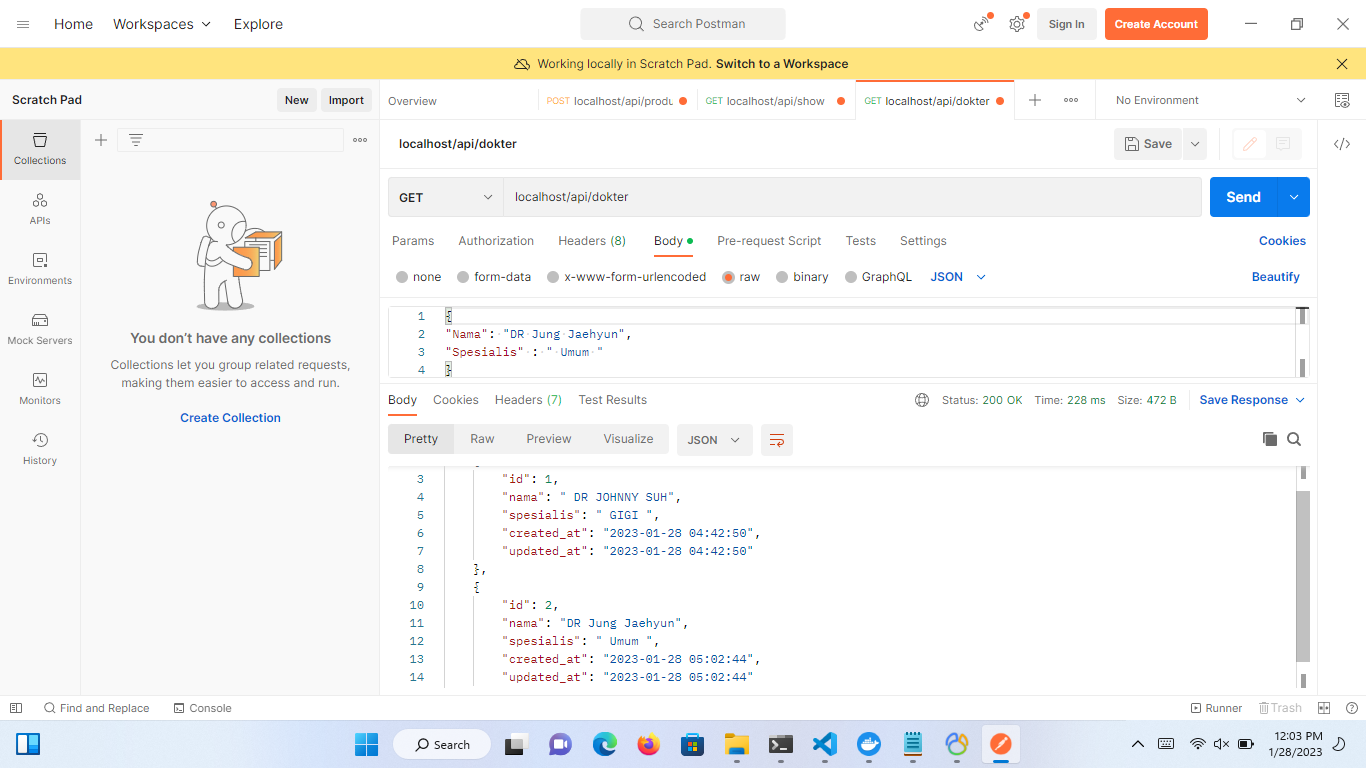 Home Workspaces Explore Search Postman Sign In Create Account
Working locally in Scratch Pad. Switch to a Workspace
Scratch Pad New Import Overview POST localhost/api/produ GET localhost/api/show GET localhost/api/dokter No Environment
Collections
APIs
Environments
Mock Servers
Monitors
History
You don't have any collections
Collections let you group related requests,
making them easier to access and run.
Create Collection
localhost/api/dokter Save
GET localhost/api/dokter Send
Params Authorization Headers (8) Body Pre-request Script Tests Settings Cookies
none form-data x-www-form-urlencoded raw binary GraphQL JSON Beautify
1 {
2 "Nama": "DR Jung Jaehyun",
3 "Spesialis" : " Umum "
4 }
Body Cookies Headers (7) Test Results Status: 200 OK Time: 228 ms Size: 472 B Save Response
Pretty Raw Preview Visualize JSON
3 "id": 1,
4 "nama": " DR JOHNNY SUH",
5 "spesialis": " GIGI ",
6 "created_at": "2023-01-28 04:42:50",
7 "updated_at": "2023-01-28 04:42:50"
8 },
9 {
10 "id": 2,
11 "nama": "DR Jung Jaehyun",
12 "spesialis": " Umum ",
13 "created_at": "2023-01-28 05:02:44",
14 "updated_at": "2023-01-28 05:02:44"
Find and Replace Console Runner Trash
Search
12:03 PM
1/28/2023